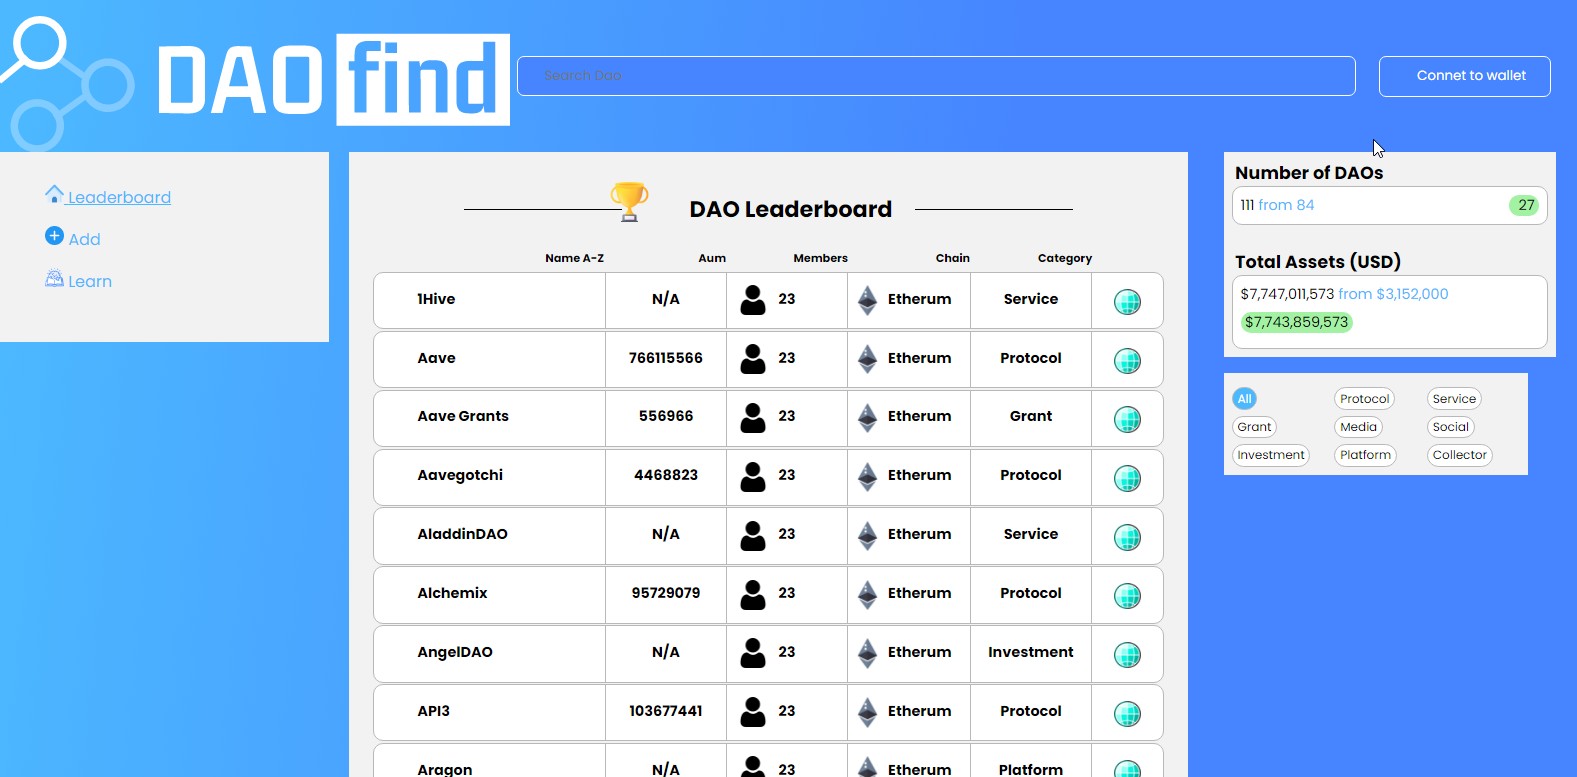 DAO find
Search Dao
Connet to wallet
Leaderboard
Add
Learn
DAO Leaderboard
Name A-Z Aum Members Chain Category
1Hive N/A 23 Etherum Service
Aave 766115566 23 Etherum Protocol
Aave Grants 556966 23 Etherum Grant
Aavegotchi 4468823 23 Etherum Protocol
AladdinDAO N/A 23 Etherum Service
Alchemix 95729079 23 Etherum Protocol
AngelDAO N/A 23 Etherum Investment
API3 103677441 23 Etherum Protocol
Aragon N/A 23 Etherum Platform
Number of DAOs
111 from 84 27
Total Assets (USD)
$7,747,011,573 from $3,152,000
$7,743,859,573
All Protocol Service
Grant Media Social
Investment Platform Collector